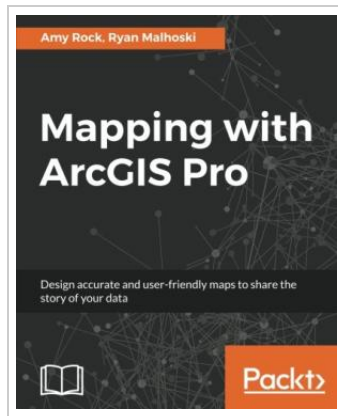 Amy Rock, Ryan Malhoski
Mapping with
ArcGIS Pro
Design accurate and user-friendly maps to share the
story of your data
Packt>